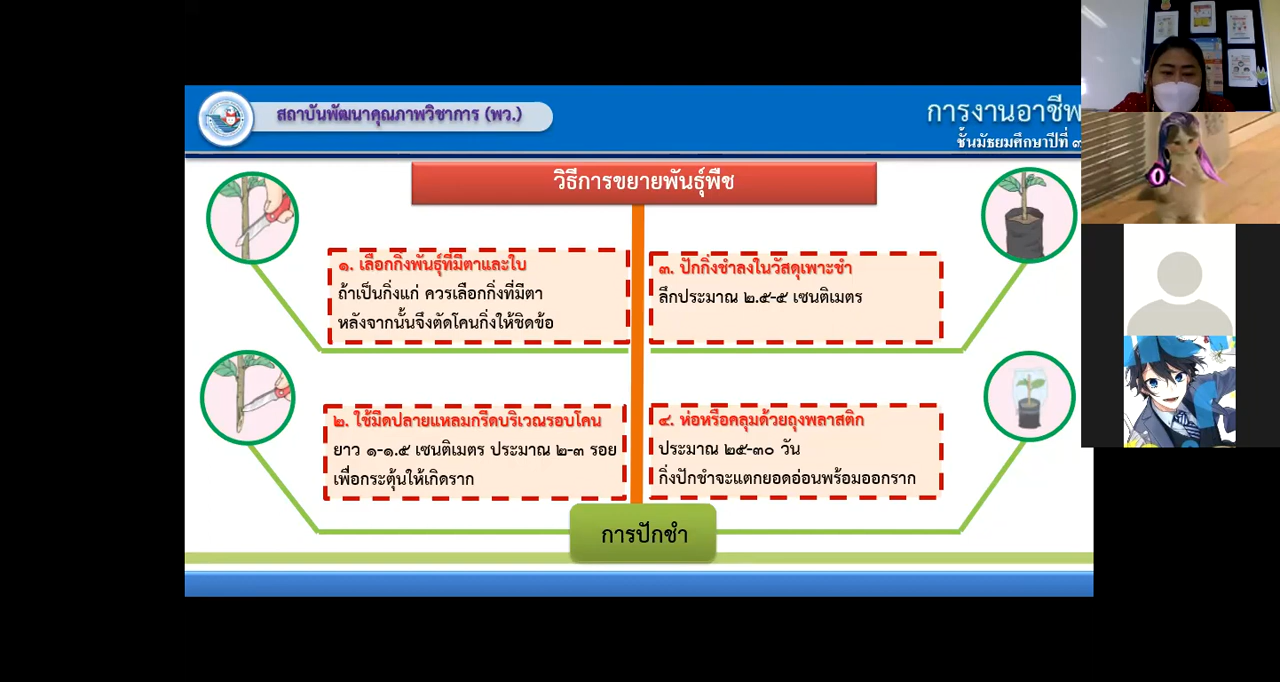 สถาบันพัฒนาคุณภาพวิชาการ (พว.)
การงานอาชีพ
ชั้นมัธยมศึกษาปีที่ ๓
วิธีการขยายพันธุ์พืช
๑. เลือกกิ่งพันธุ์ที่มีตาและใบ
ถ้าเป็นกิ่งแก่ ควรเลือกกิ่งที่มีตา
หลังจากนั้นจึงตัดโคนกิ่งให้ชิดข้อ
๒. ใช้มีดปลายแหลมกรีดบริเวณรอบโคน
ยาว ๑-๑.๕ เซนติเมตร ประมาณ ๒-๓ รอย
เพื่อกระตุ้นให้เกิดราก
๓. ปักกิ่งชำลงในวัสดุเพาะชำ
ลึกประมาณ ๒.๕-๕ เซนติเมตร
๔. ห่อหรือคลุมด้วยถุงพลาสติก
ประมาณ ๒๕-๓๐ วัน
กิ่งปักชำจะแตกยอดอ่อนพร้อมออกราก
การปักชำ